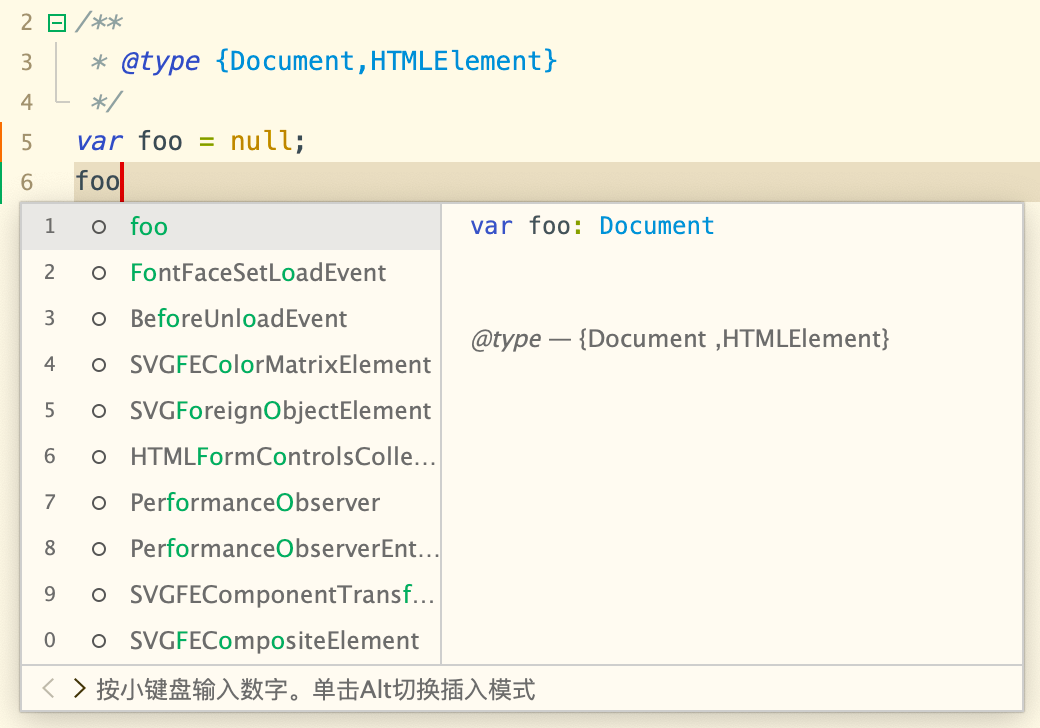 2 /**
3 * @type {Document,HTMLElement}
4 */
5 var foo = null;
6 foo
1 foo
2 FontFaceSetLoadEvent
3 BeforeUnloadEvent
4 SVGFEColorMatrixElement
5 SVGForeignObjectElement
6 HTMLFormControlsColle…
7 PerformanceObserver
8 PerformanceObserverEnt…
9 SVGFEComponentTransf…
0 SVGFECompositeElement
var foo: Document
@type — {Document ,HTMLElement}
按小键盘输入数字。单击Alt切换插入模式